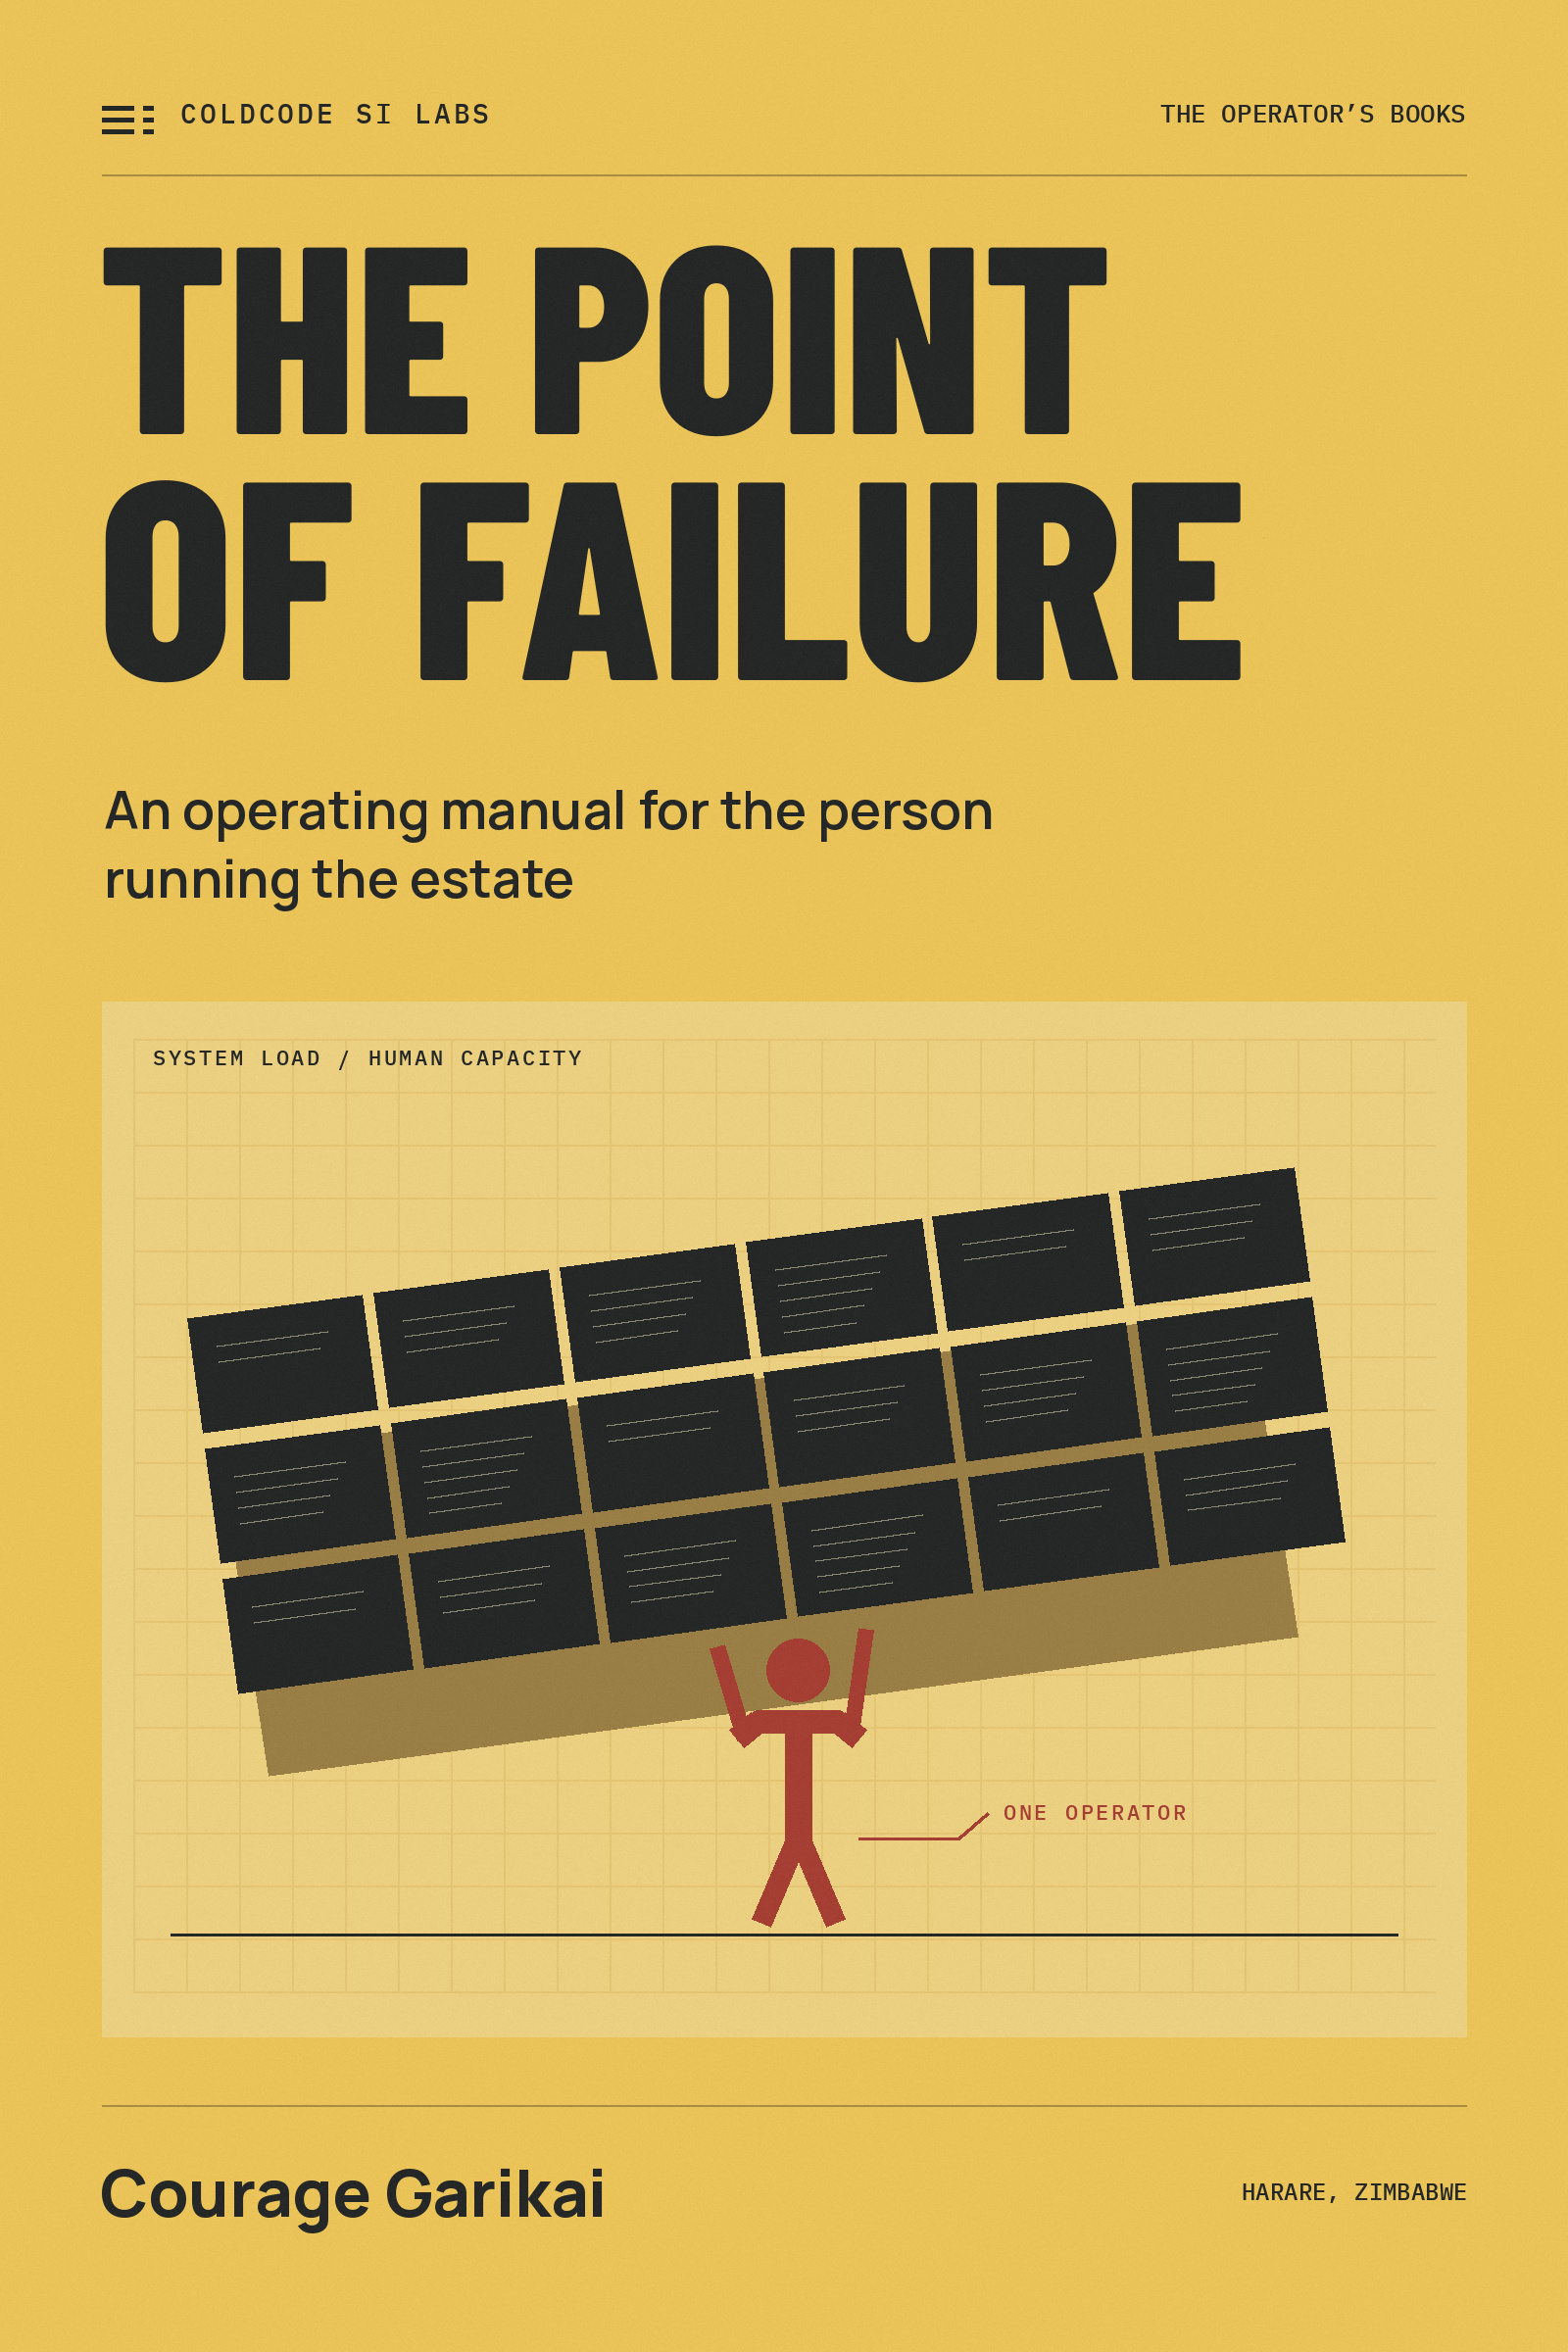 COLDCODE SI LABS
THE OPERATOR’S BOOKS
THE POINT
OF FAILURE
An operating manual for the person
running the estate
SYSTEM LOAD / HUMAN CAPACITY
ONE OPERATOR
Courage Garikai
HARARE, ZIMBABWE